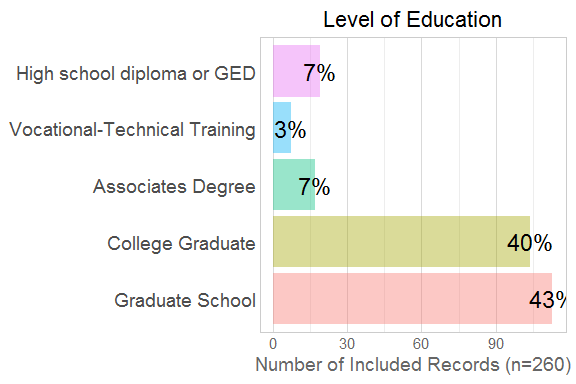 Level of Education
High school diploma or GED 7%
Vocational-Technical Training 3%
Associates Degree 7%
College Graduate 40%
Graduate School 43%
0 30 60 90
Number of Included Records (n=260)